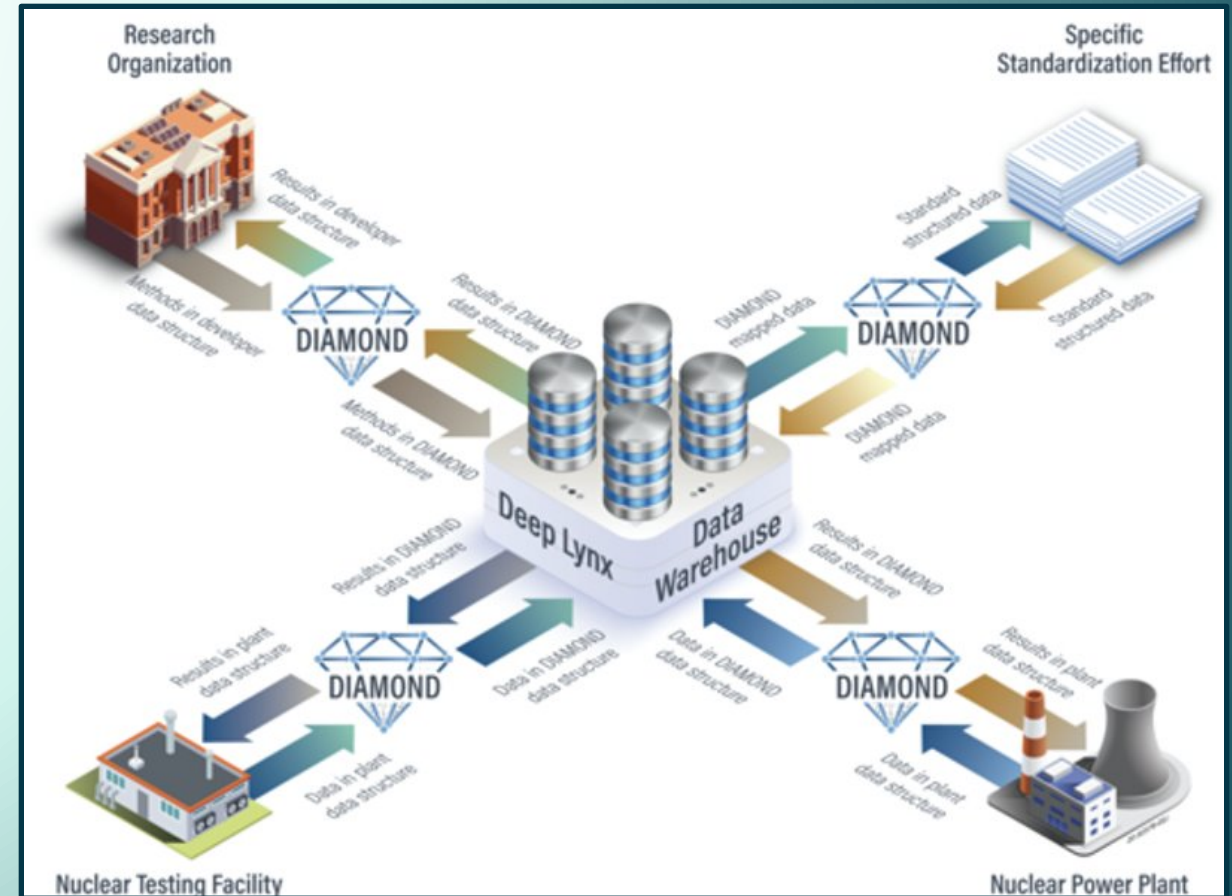 Research
Organization
Specific
Standardization Effort
Results in developer
data structure
Methods in developer
data structure
DIAMOND
Results in DIAMOND
data structure
Methods in DIAMOND
data structure
DIAMOND
mapped data
DIAMOND
mapped data
DIAMOND
Standard
structured data
Standard
structured data
Deep Lynx
Data
Warehouse
Results in DIAMOND
data structure
Data in DIAMOND
data structure
DIAMOND
Results in plant
data structure
Data in plant
data structure
Results in DIAMOND
data structure
Data in DIAMOND
data structure
DIAMOND
Results in plant
data structure
Data in plant
data structure
Nuclear Testing Facility
Nuclear Power Plant